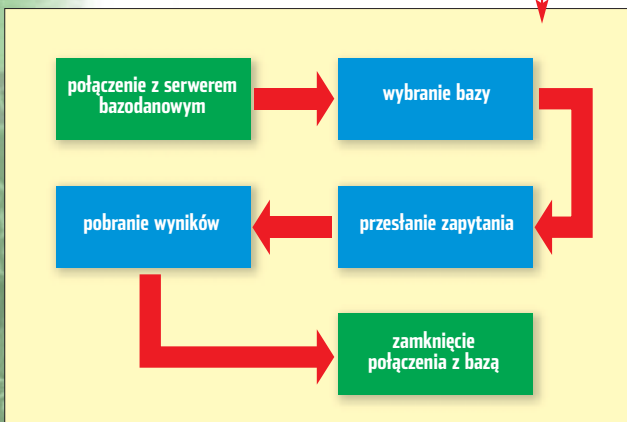 połączenie z serwerem
bazodanowym
wybranie bazy
przesłanie zapytania
pobranie wyników
zamknięcie
połączenia z bazą